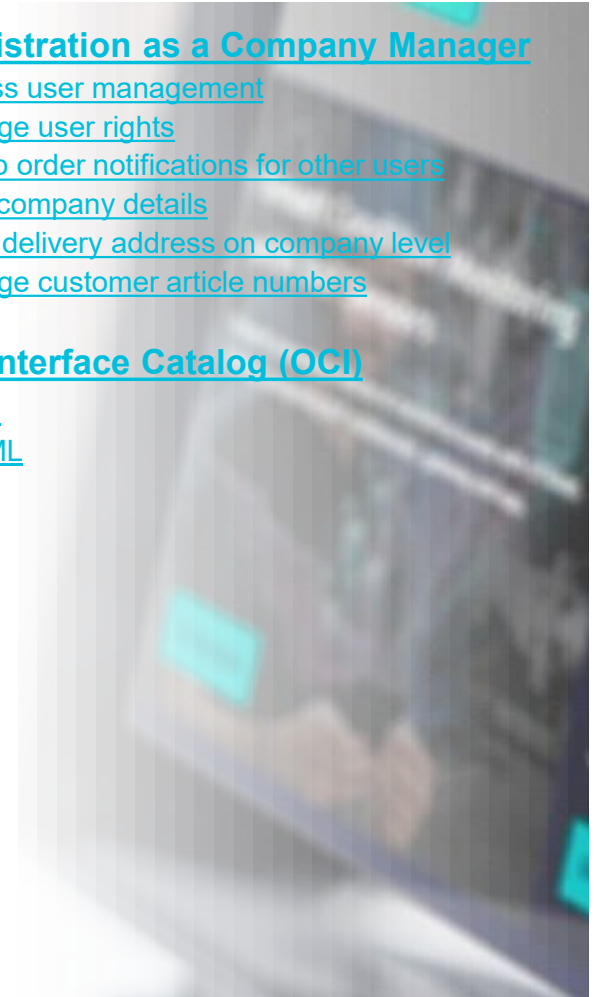 istration as a Company Manager
ss user management
ge user rights
o order notifications for other users
company details
delivery address on company level
ge customer article numbers
nterface Catalog (OCI)
ML